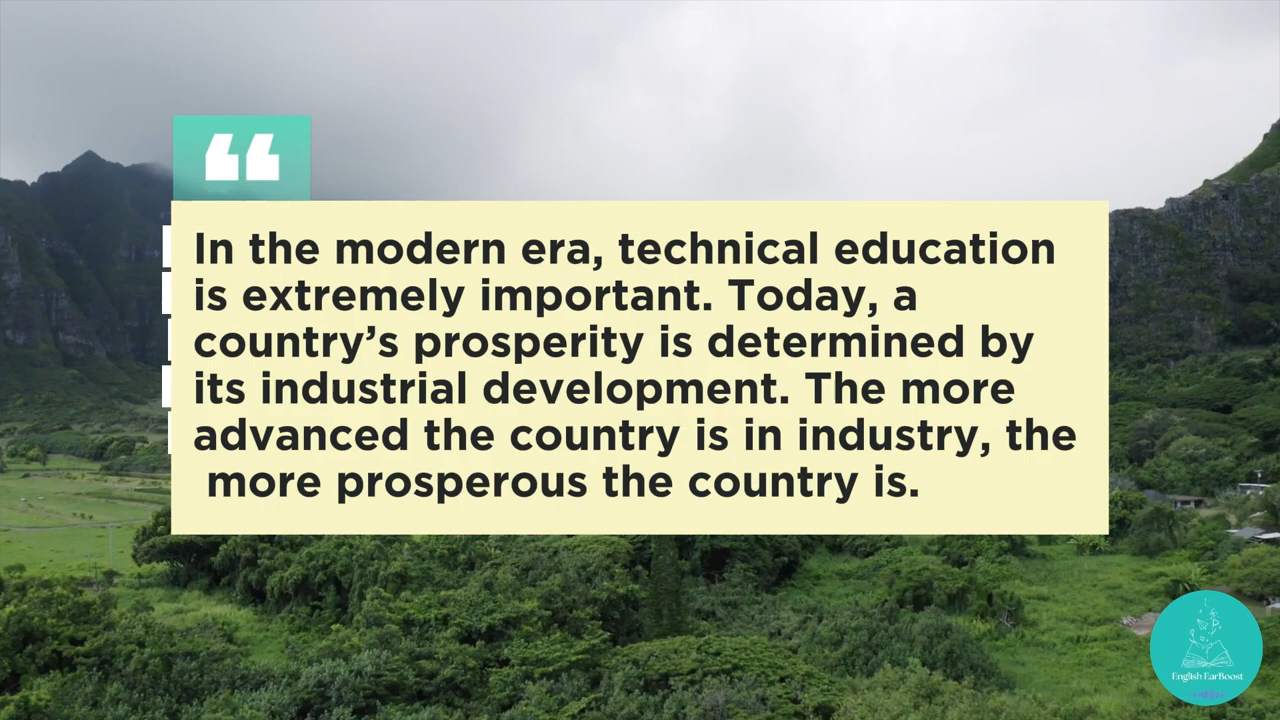 In the modern era, technical education
is extremely important. Today, a
country’s prosperity is determined by
its industrial development. The more
advanced the country is in industry, the
more prosperous the country is.
English EarBoost